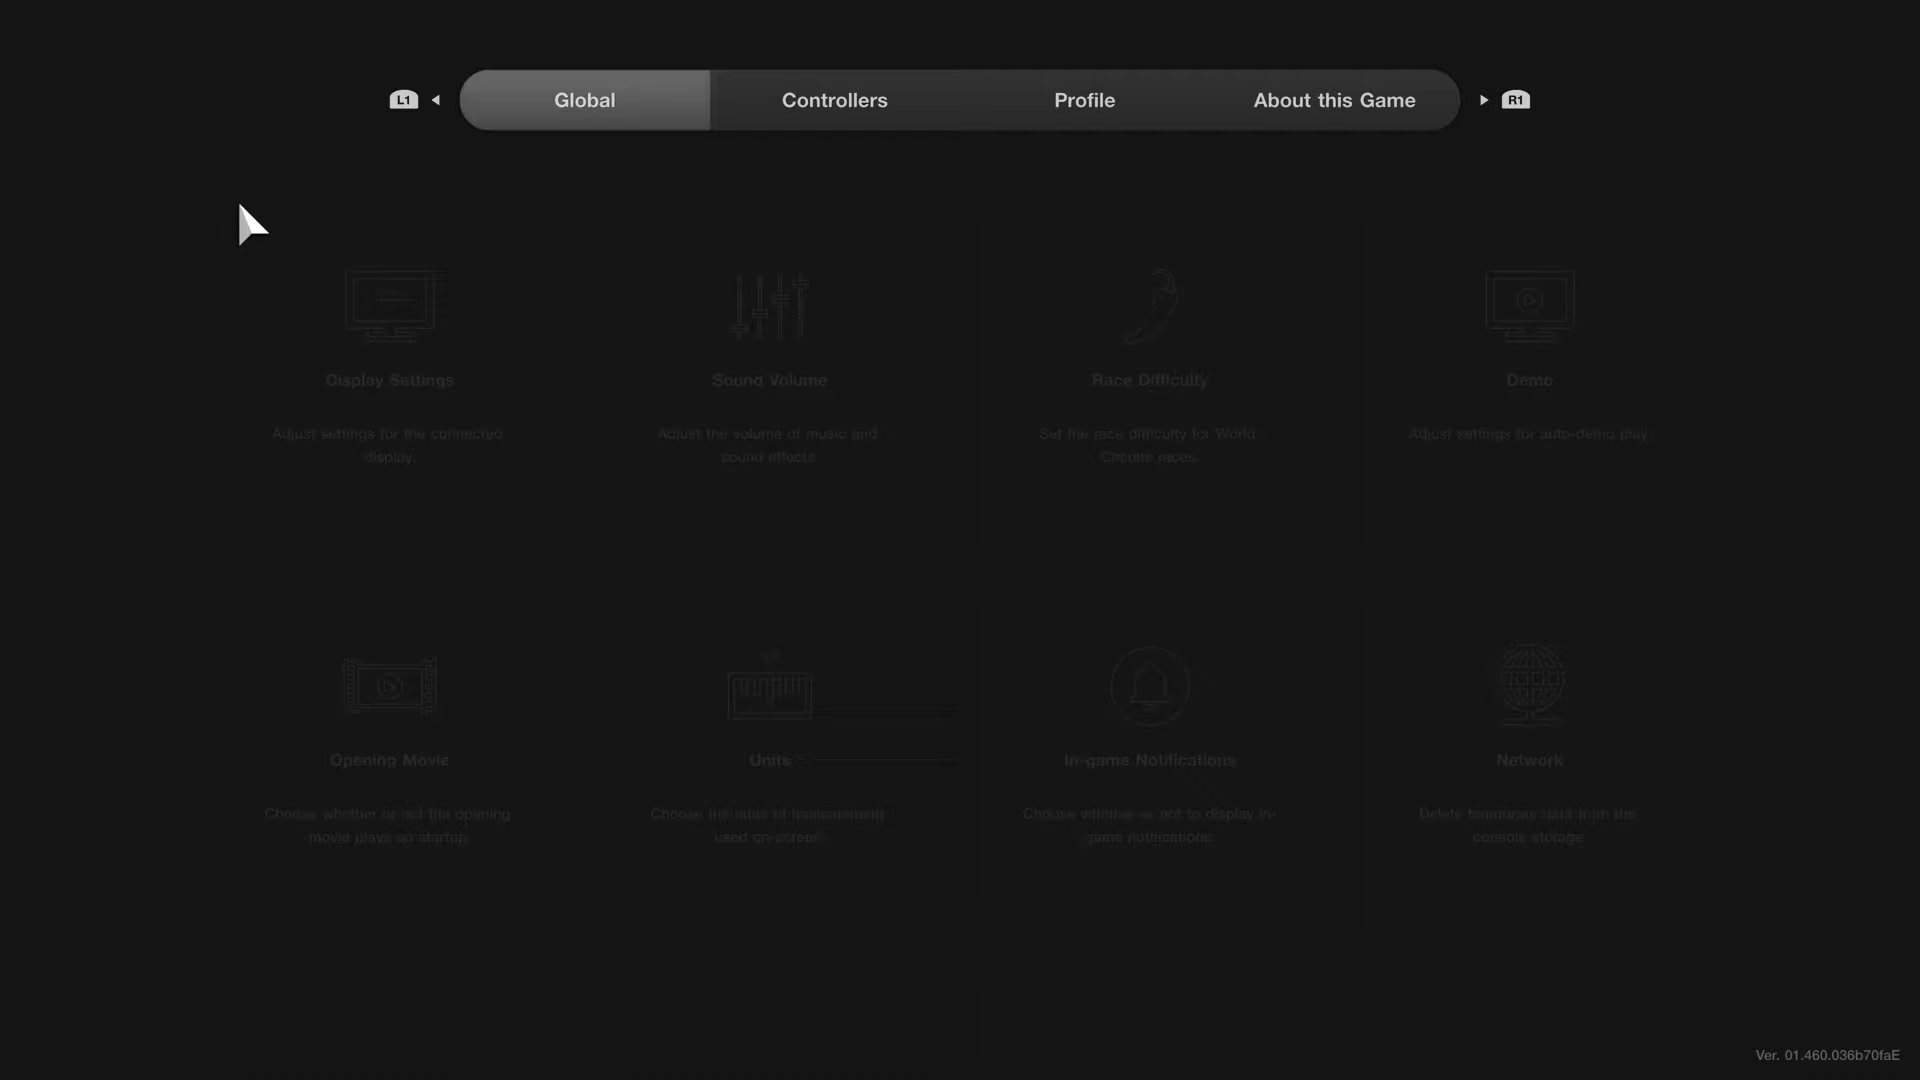 L1
Global
Controllers
Profile
About this Game
R1
Display Settings
Sound Volume
Race Difficulty
Demo
Adjust settings for the connected
display.
Adjust the volume of music and
sound effects.
Set the race difficulty for World
Circuit races.
Adjust settings for auto-demo play.
Opening Movie
Units
In-game Notifications
Network
Choose whether or not the opening
movie plays on startup.
Choose the units of measurement
used on-screen.
Choose whether or not to display in-
game notifications.
Delete temporary data from the
console storage.
Ver. 01.460.036b70faE